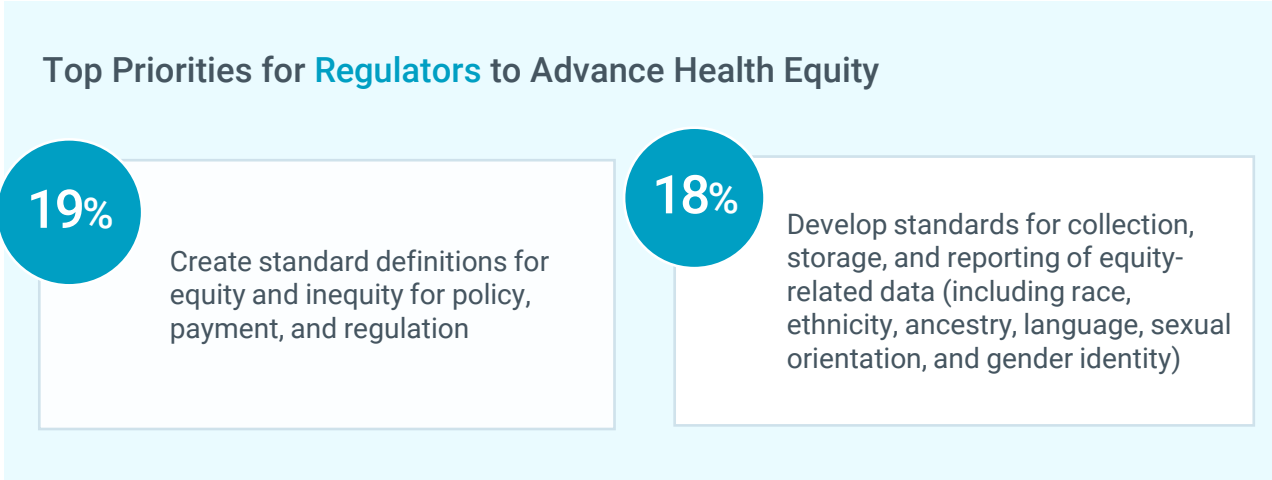 Top Priorities for Regulators to Advance Health Equity
19%
Create standard definitions for
equity and inequity for policy,
payment, and regulation
18%
Develop standards for collection,
storage, and reporting of equity-
related data (including race,
ethnicity, ancestry, language, sexual
orientation, and gender identity)